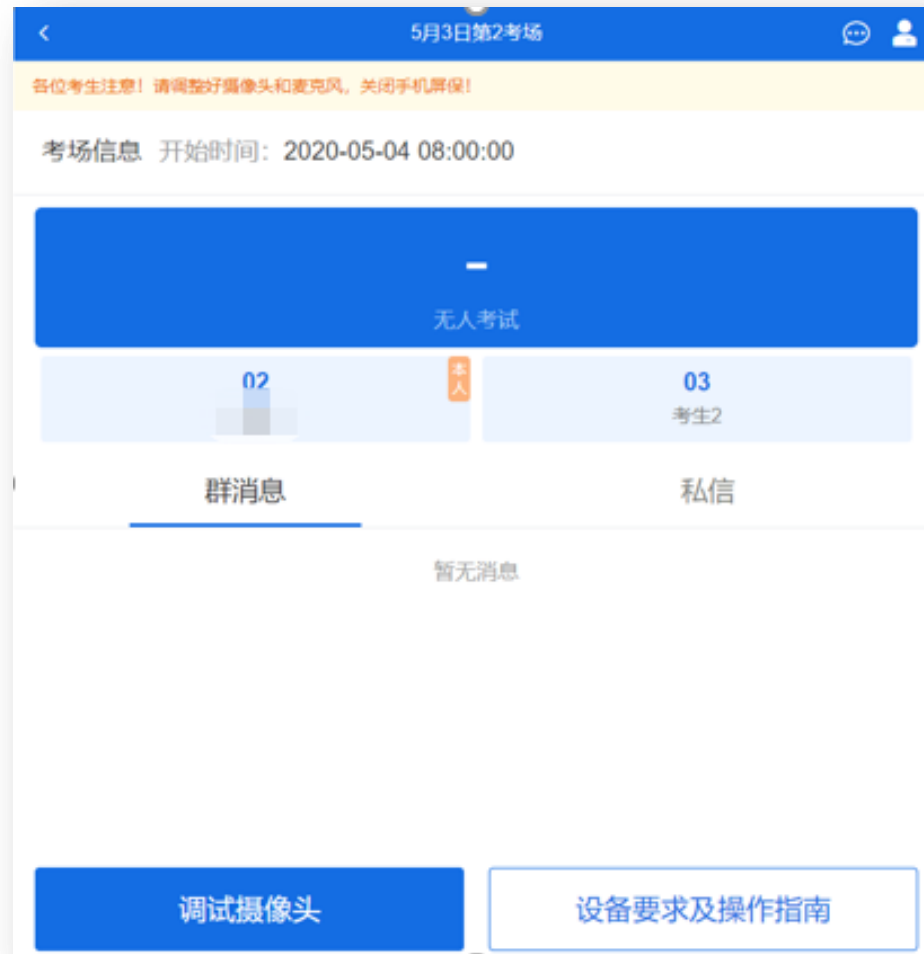 5月3日第2考场
各位考生注意！请调整好摄像头和麦克风，关闭手机屏保！
考场信息 开始时间：2020-05-04 08:00:00
-
无人考试
02
本人
03
考生2
群消息 私信
暂无消息
调试摄像头 设备要求及操作指南